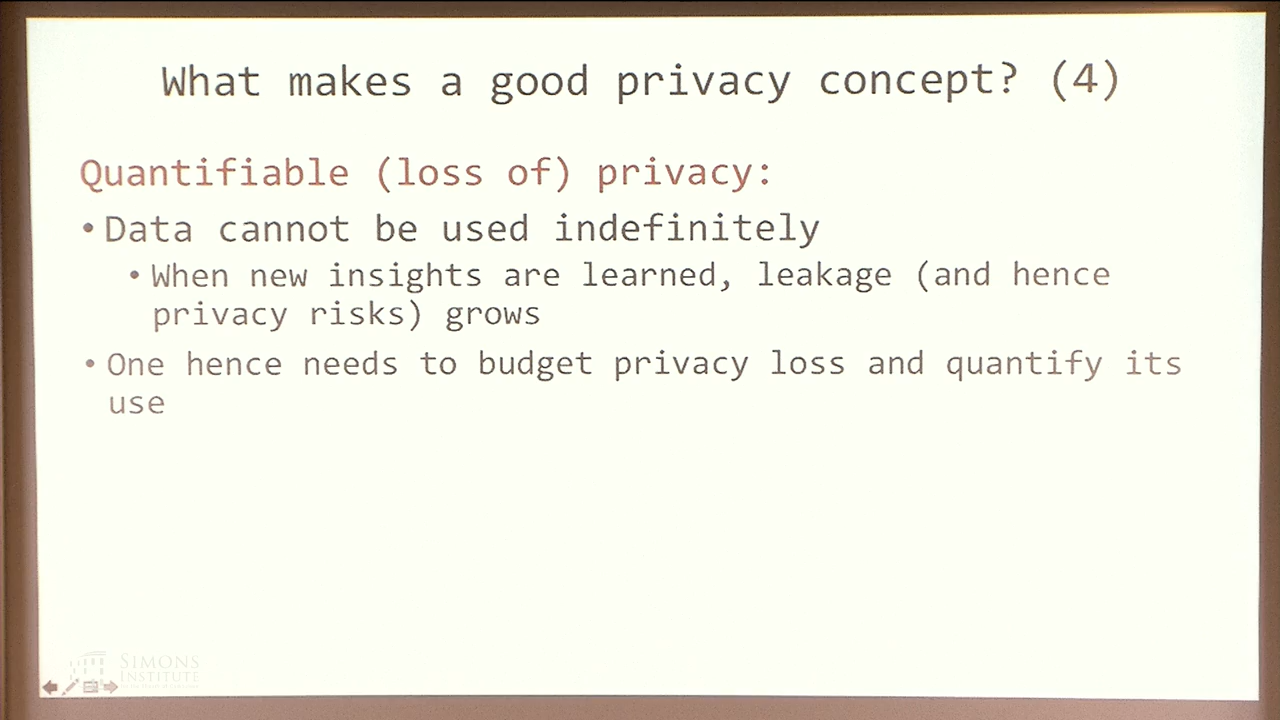 What makes a good privacy concept? (4)
Quantifiable (loss of) privacy:
• Data cannot be used indefinitely
• When new insights are learned, leakage (and hence
privacy risks) grows
• One hence needs to budget privacy loss and quantify its
use
SIMONS
INSTITUTE